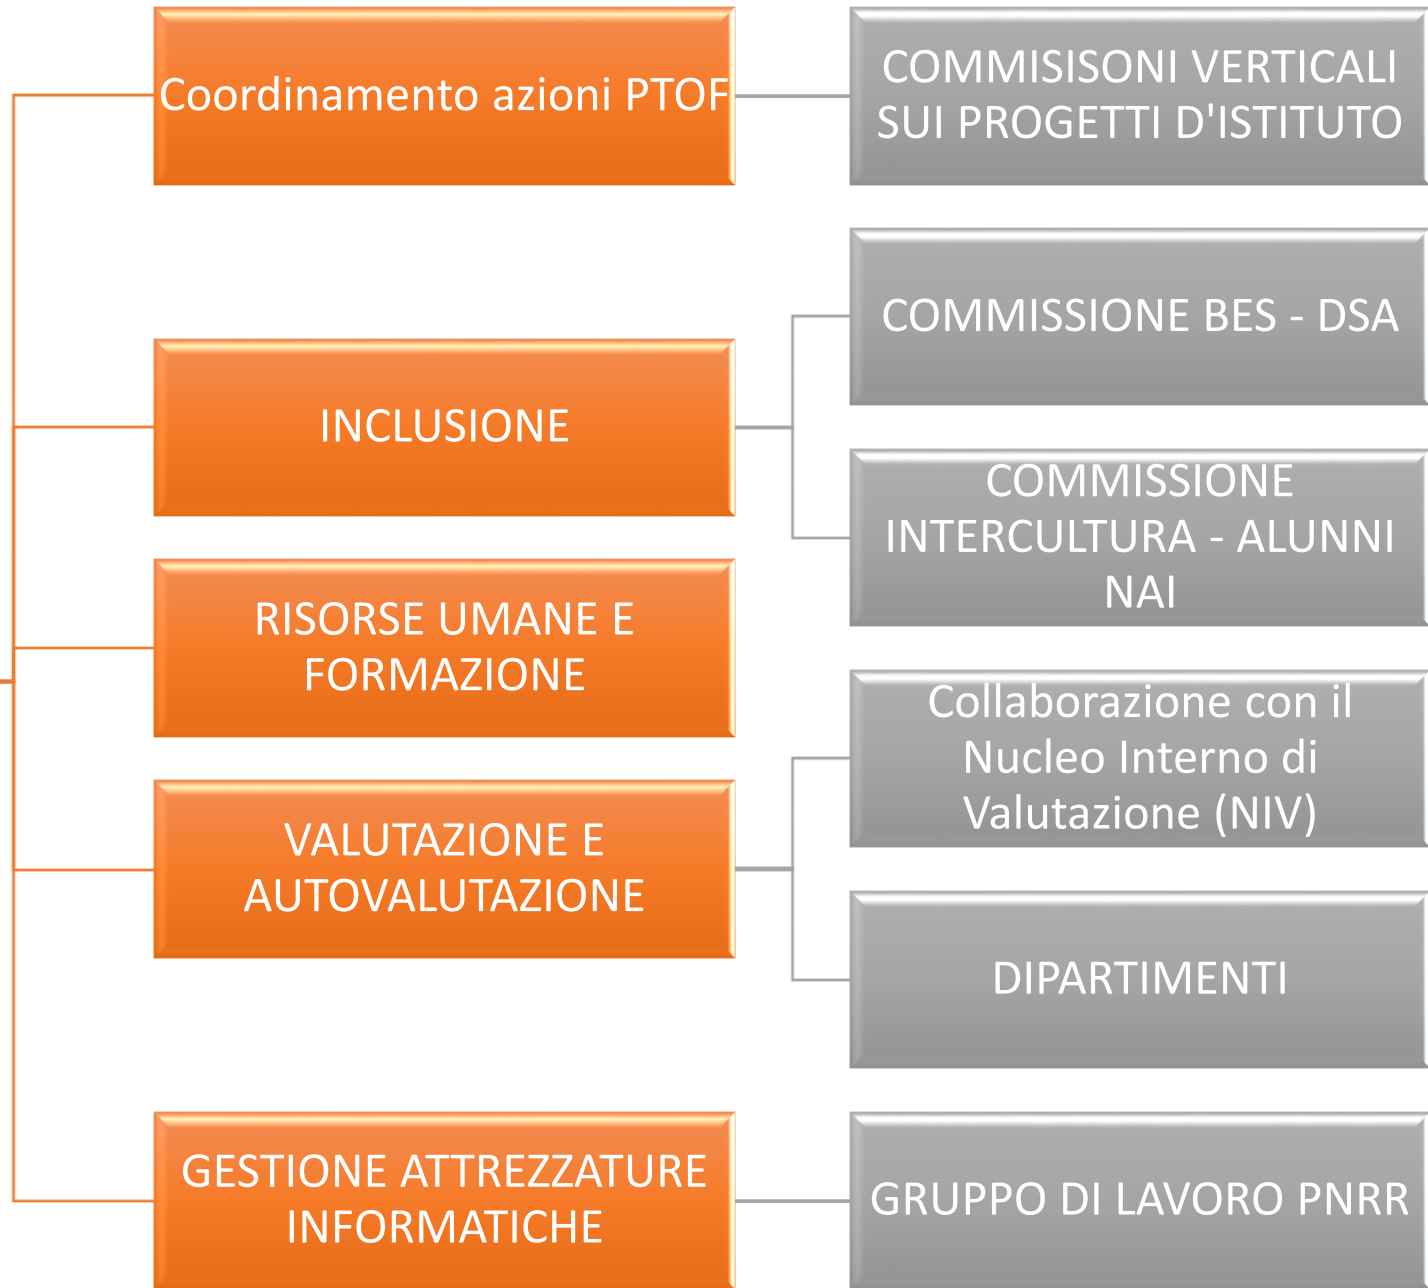 Coordinamento azioni PTOF
COMMISISONI VERTICALI
SUI PROGETTI D'ISTITUTO
INCLUSIONE
COMMISSIONE BES - DSA
COMMISSIONE
INTERCULTURA - ALUNNI
NAI
RISORSE UMANE E
FORMAZIONE
VALUTAZIONE E
AUTOVALUTAZIONE
Collaborazione con il
Nucleo Interno di
Valutazione (NIV)
DIPARTIMENTI
GESTIONE ATTREZZATURE
INFORMATICHE
GRUPPO DI LAVORO PNRR